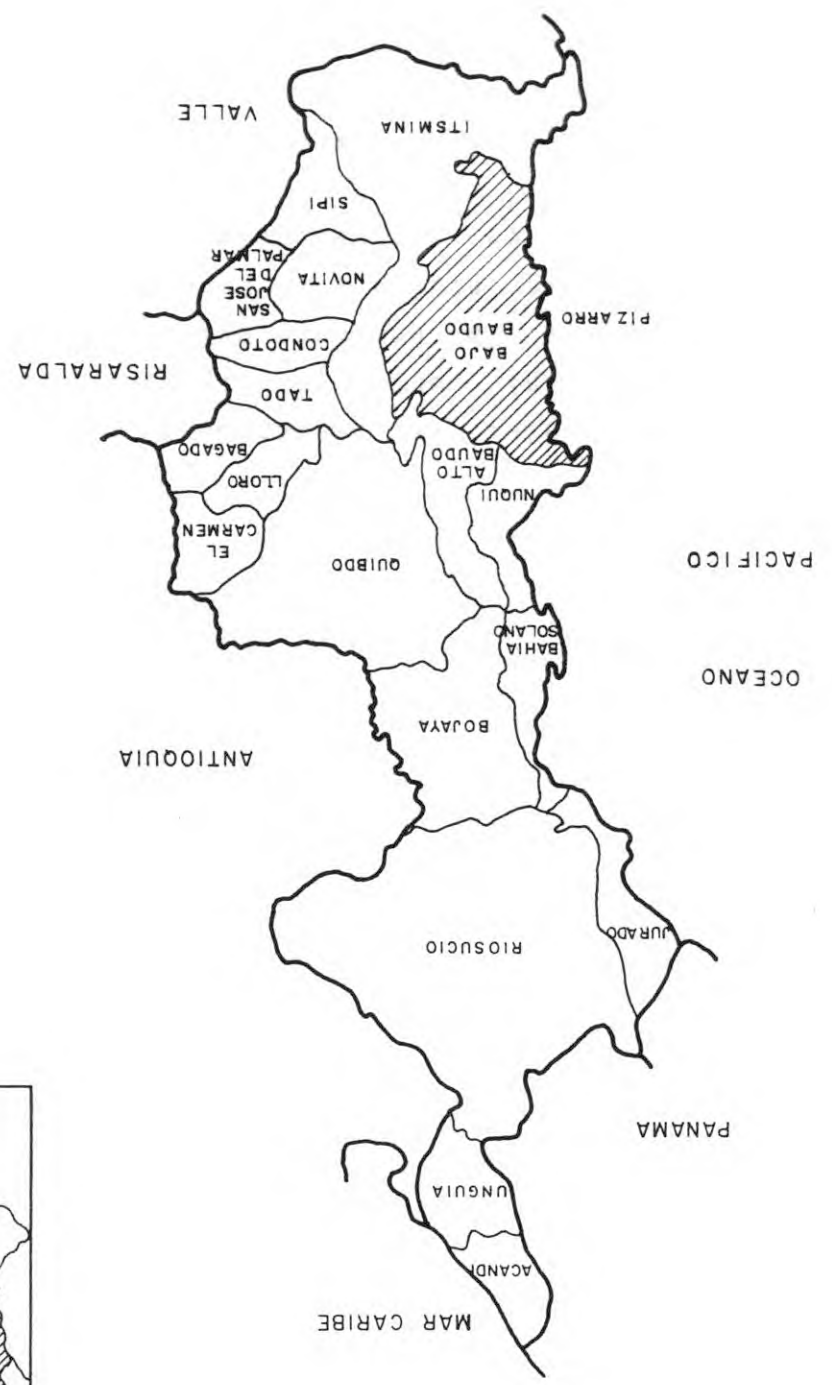 MAR CARIBE
ACANDI
UNGUIA
PANAMA
JURADO
RIOSUCIO
ANTIOQUIA
BOJAYA
OCEANO
PACIFICO
BAHIA
SOLANO
QUIBDO
EL
CARMEN
NUQUI
ALTO
BAUDO
LLORO
BAGADO
TADO
RISARALDA
CONDOTO
BAJO
BAUDO
PIZARRO
SAN
JOSE
DEL
PALMAR
NOVITA
SIPI
ITSMINA
VALLE